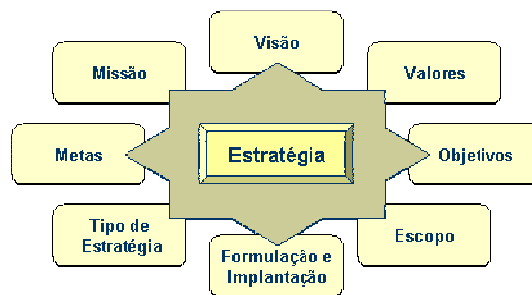 Visão
Missão
Valores
Metas
Estratégia
Objetivos
Tipo de
Estratégia
Escopo
Formulação e
Implantação